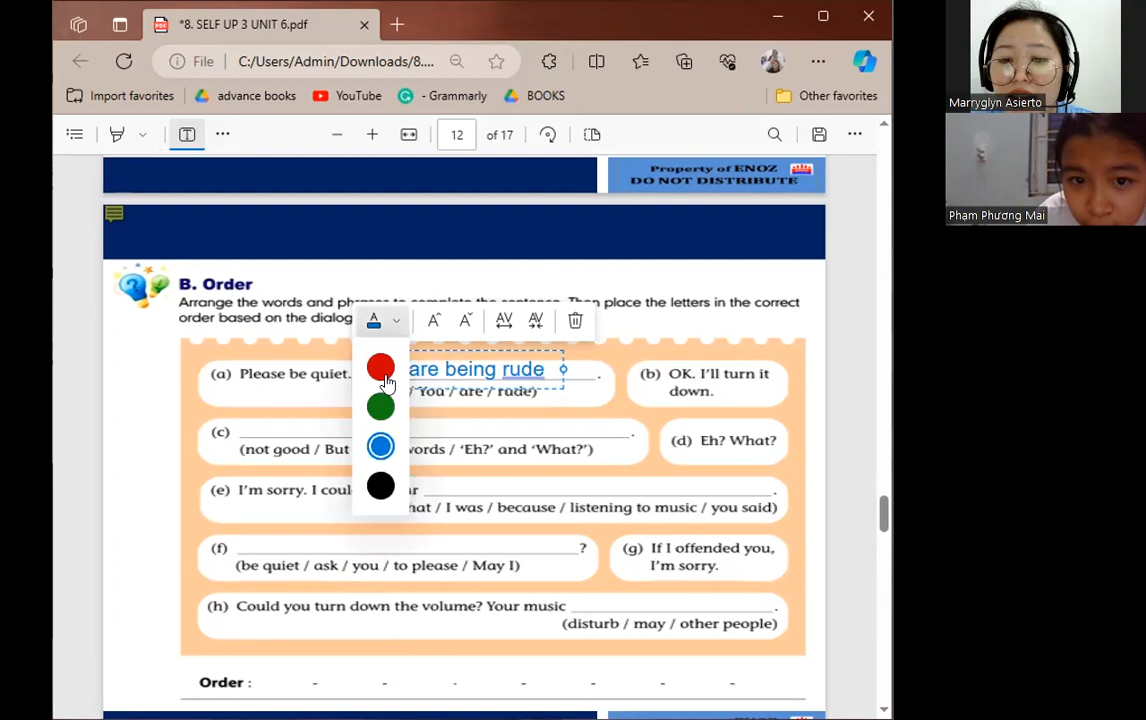 *8. SELF UP 3 UNIT 6.pdf
File C:/Users/Admin/Downloads/8....
Import favorites advance books YouTube - Grammarly BOOKS Other favorites
12 of 17
Property of ENOZ
DO NOT DISTRIBUTE
B. Order
Arrange the words and phrases to complete the sentence. Then place the letters in the correct
order based on the dialog
(a) Please be quiet. are being rude .
/ You / are / rude)
(b) OK. I'll turn it
down.
(c) .
(not good / But words / 'Eh?' and 'What?')
(d) Eh? What?
(e) I'm sorry. I coul ar .
hat / I was / because / listening to music / you said)
(f) ?
(be quiet / ask / you / to please / May I)
(g) If I offended you,
I'm sorry.
(h) Could you turn down the volume? Your music .
(disturb / may / other people)
Order : - - - - - - -
Marryglyn Asierto
Phạm Phương Mai